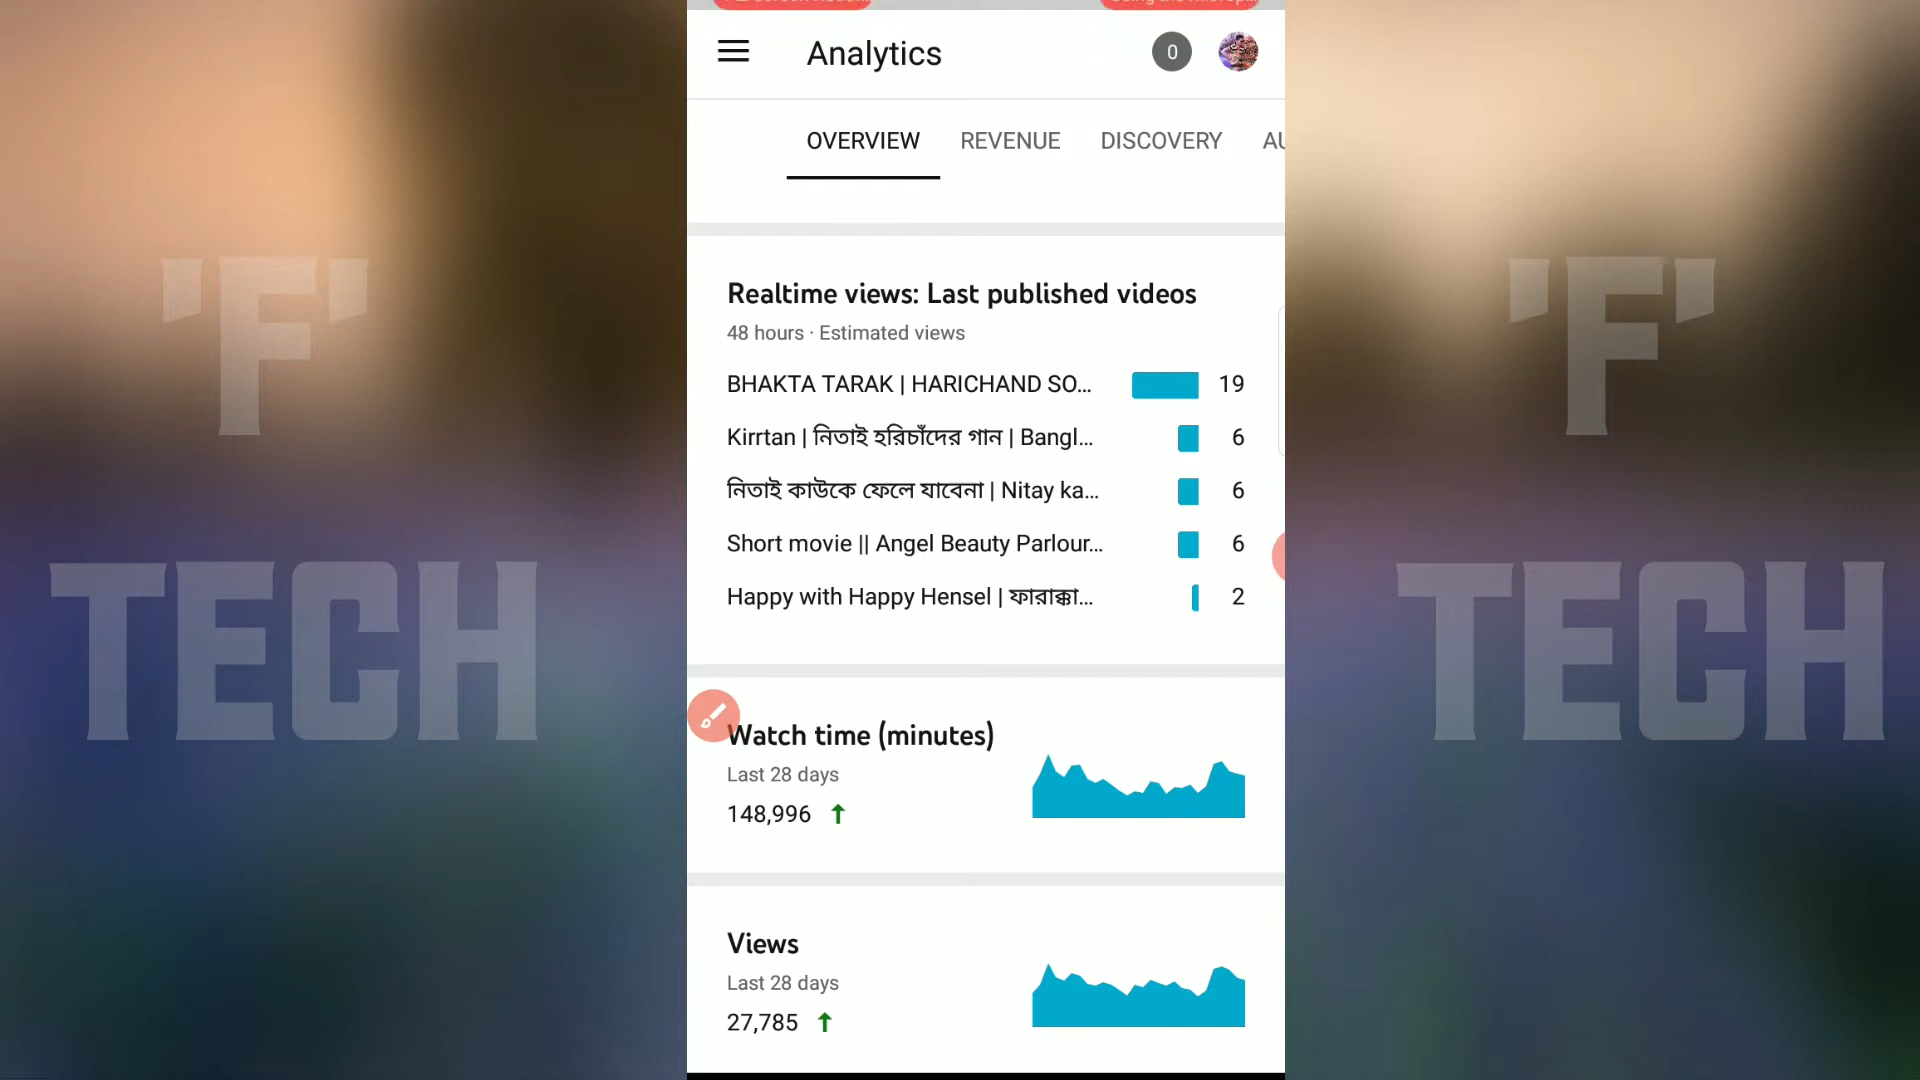 Analytics
0
OVERVIEW REVENUE DISCOVERY
Realtime views: Last published videos
48 hours · Estimated views
BHAKTA TARAK | HARICHAND SO... 19
Kirrtan | নিতাই হরিচাঁদের গান | Bangl... 6
নিতাই কাউকে ফেলে যাবেনা | Nitay ka... 6
Short movie || Angel Beauty Parlour... 6
Happy with Happy Hensel | ফারাক্কা... 2
Watch time (minutes)
Last 28 days
148,996
Views
Last 28 days
27,785
'F'
TECH
'F'
TECH